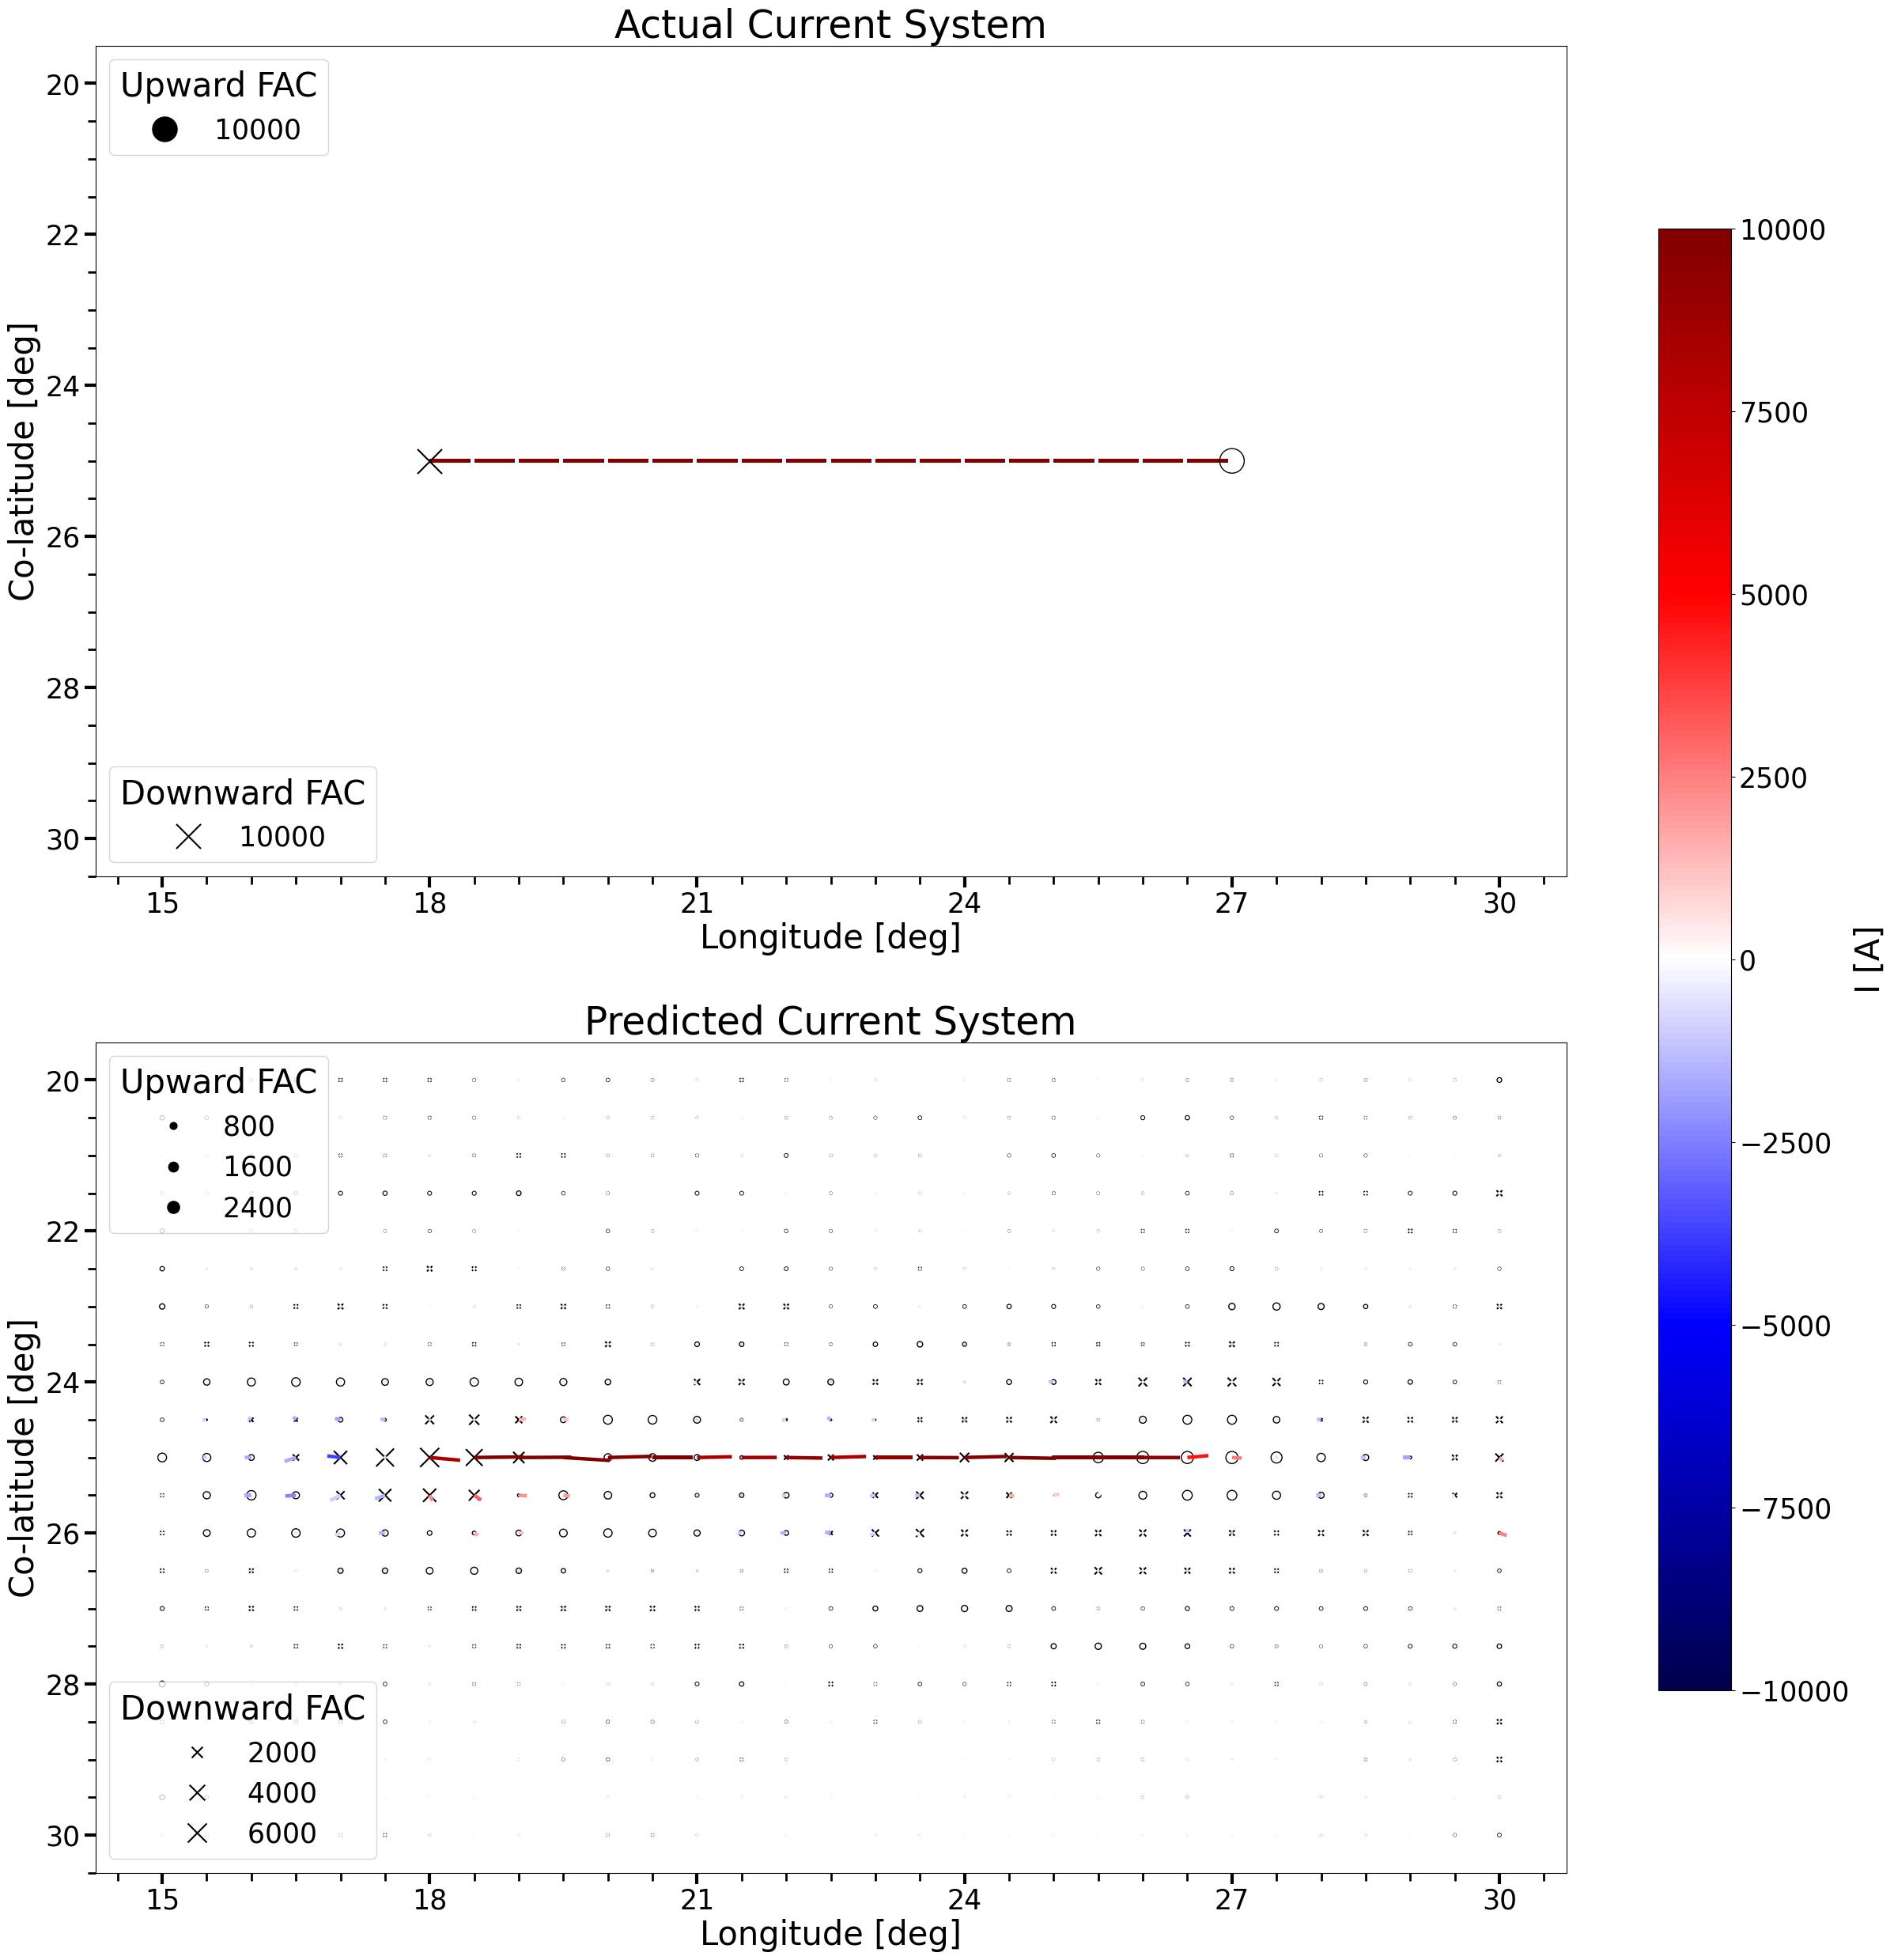 Actual Current System
Upward FAC
10000
Downward FAC
10000
20
22
24
26
28
30
Co-latitude [deg]
15 18 21 24 27 30
Longitude [deg]
Predicted Current System
Upward FAC
800
1600
2400
Downward FAC
2000
4000
6000
20
22
24
26
28
30
Co-latitude [deg]
15 18 21 24 27 30
Longitude [deg]
10000
7500
5000
2500
0
−2500
−5000
−7500
−10000
I [A]